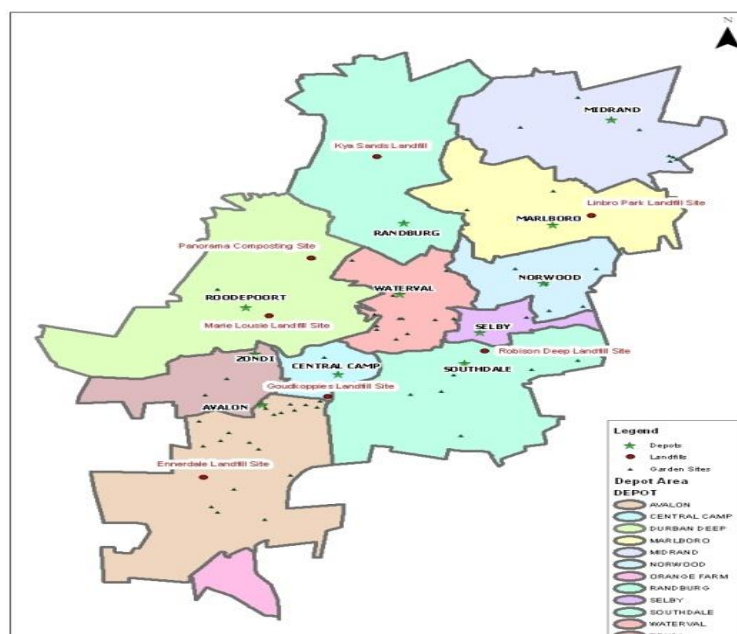 N
MIDRAND
Kya Sands Landfill
Linbro Park Landfill Site
MARLBORO
RANDBURG
Panorama Composting Site
NORWOOD
WATERVAL
ROODEPOORT
Marie Lousie Landfill Site
SELBY
Robison Deep Landfill Site
ZONDI
CENTRAL CAMP
SOUTHDALE
Goudkoppies Landfill Site
AVALON
Ennerdale Landfill Site
Legend
Depots
Landfills
Garden Sites
Depot Area
DEPOT
AVALON
CENTRAL CAMP
DURBAN DEEP
MARLBORO
MIDRAND
NORWOOD
ORANGE FARM
RANDBURG
SELBY
SOUTHDALE
WATERVAL